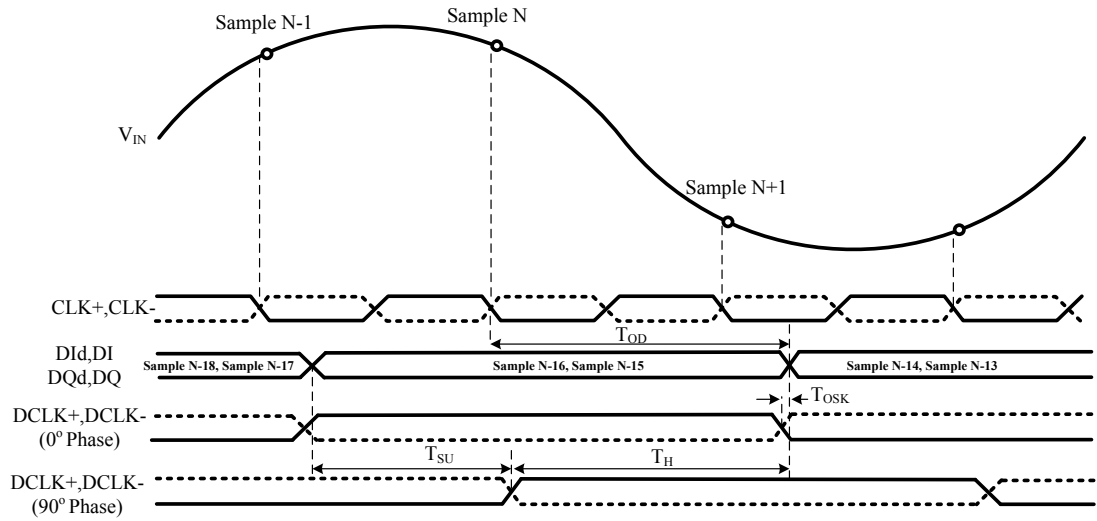 Sample N-1
Sample N
V_IN
Sample N+1
CLK+,CLK-
T_OD
DId,DI
DQd,DQ
Sample N-18, Sample N-17
Sample N-16, Sample N-15
Sample N-14, Sample N-13
T_OSK
DCLK+,DCLK-
(0° Phase)
T_SU
T_H
DCLK+,DCLK-
(90° Phase)